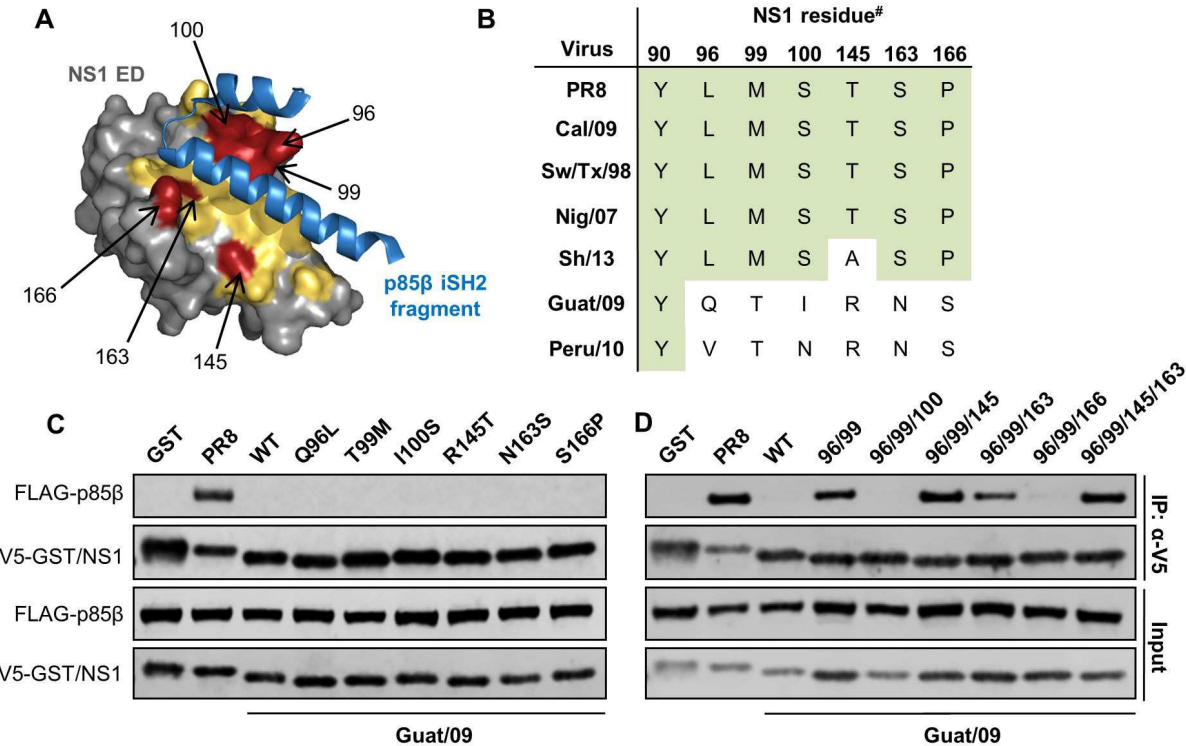 A
100
NS1 ED
96
99
166
163
145
p85β iSH2
fragment
B
NS1 residue#
Virus 90 96 99 100 145 163 166
PR8 Y L M S T S P
Cal/09 Y L M S T S P
Sw/Tx/98 Y L M S T S P
Nig/07 Y L M S T S P
Sh/13 Y L M S A S P
Guat/09 Y Q T I R N S
Peru/10 Y V T N R N S
C
GST PR8 WT Q96L T99M I100S R145T N163S S166P
FLAG-p85β
V5-GST/NS1
FLAG-p85β
V5-GST/NS1
Guat/09
D
GST PR8 WT 96/99 96/99/100 96/99/145 96/99/163 96/99/166 96/99/145/163
IP: α-V5
Input
Guat/09